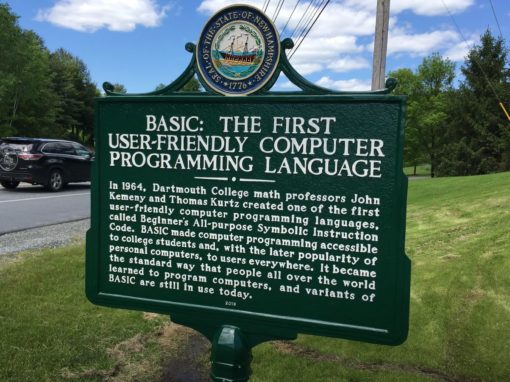 SEAL OF THE STATE OF NEW HAMPSHIRE
1776
BASIC: THE FIRST
USER-FRIENDLY COMPUTER
PROGRAMMING LANGUAGE
In 1964, Dartmouth College math professors John
Kemeny and Thomas Kurtz created one of the first
user-friendly computer programming languages,
called Beginner's All-purpose Symbolic Instruction
Code. BASIC made computer programming accessible
to college students and, with the later popularity of
personal computers, to users everywhere. It became
the standard way that people all over the world
learned to program computers, and variants of
BASIC are still in use today.
2019